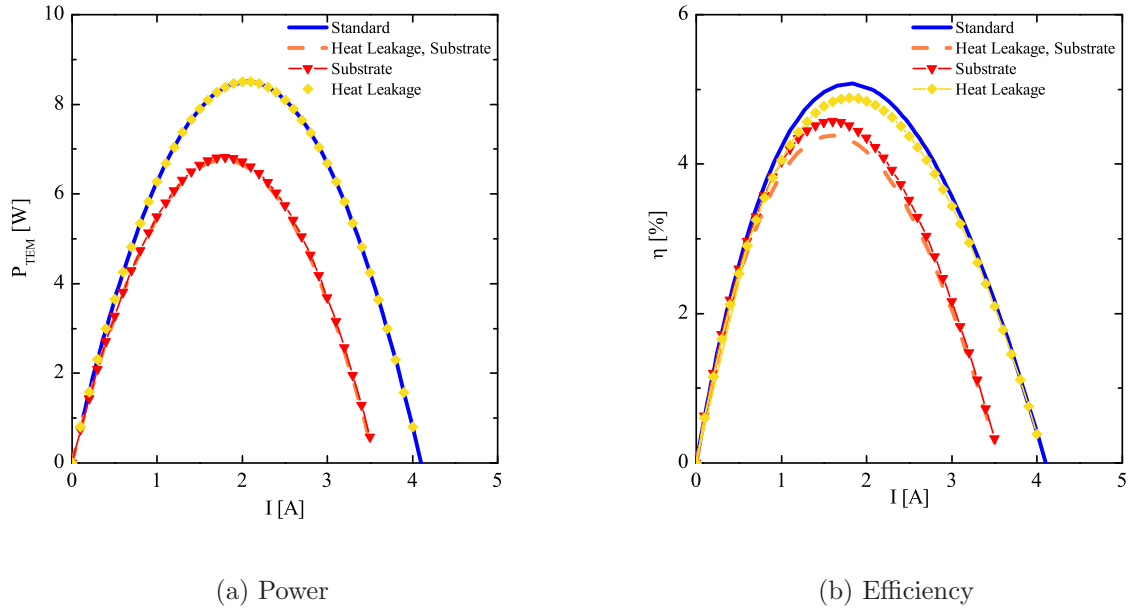 10
8
6
4
2
0
P_TEM [W]
Standard
Heat Leakage, Substrate
Substrate
Heat Leakage
0 1 2 3 4 5
I [A]
(a) Power
6
4
2
0
η [%]
Standard
Heat Leakage, Substrate
Substrate
Heat Leakage
0 1 2 3 4 5
I [A]
(b) Efficiency